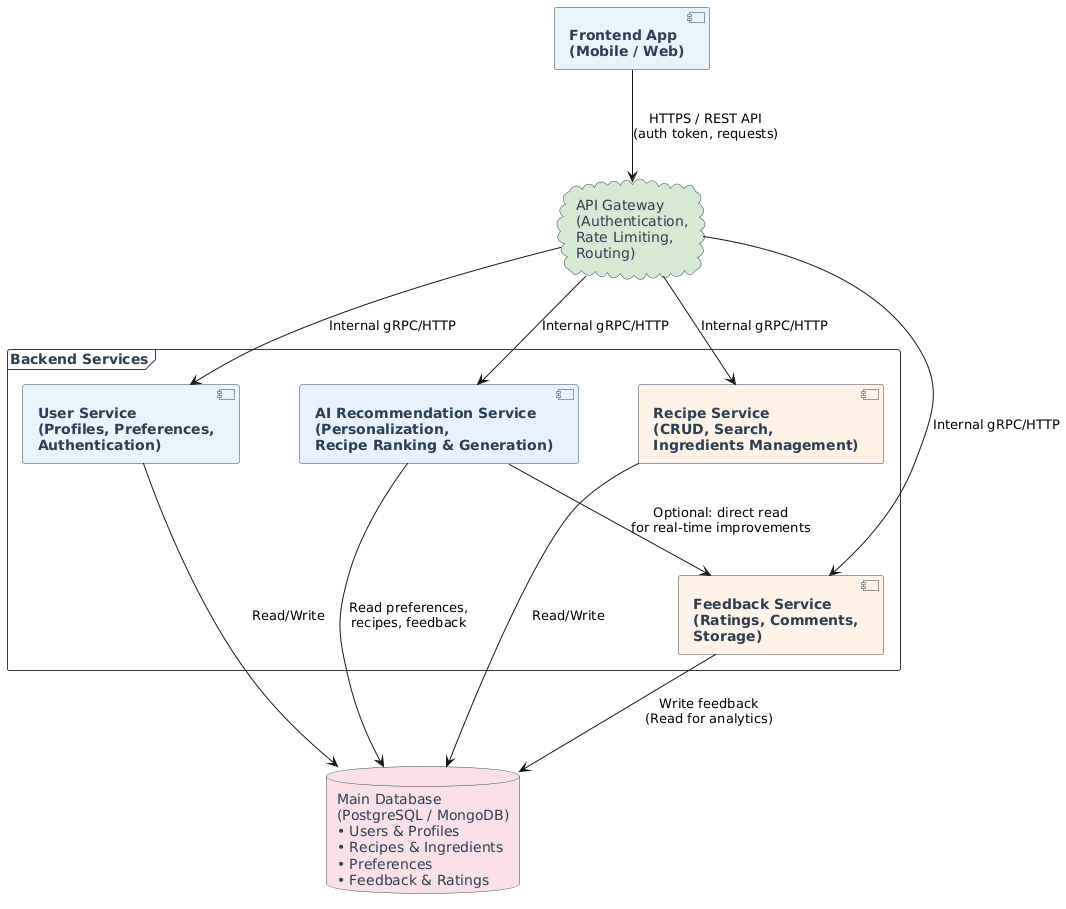 Frontend App
(Mobile / Web)
HTTPS / REST API
(auth token, requests)
API Gateway
(Authentication,
Rate Limiting,
Routing)
Internal gRPC/HTTP
Internal gRPC/HTTP
Internal gRPC/HTTP
Internal gRPC/HTTP
Backend Services
User Service
(Profiles, Preferences,
Authentication)
AI Recommendation Service
(Personalization,
Recipe Ranking & Generation)
Recipe Service
(CRUD, Search,
Ingredients Management)
Optional: direct read
for real-time improvements
Read/Write
Read preferences,
recipes, feedback
Read/Write
Feedback Service
(Ratings, Comments,
Storage)
Write feedback
(Read for analytics)
Main Database
(PostgreSQL / MongoDB)
• Users & Profiles
• Recipes & Ingredients
• Preferences
• Feedback & Ratings